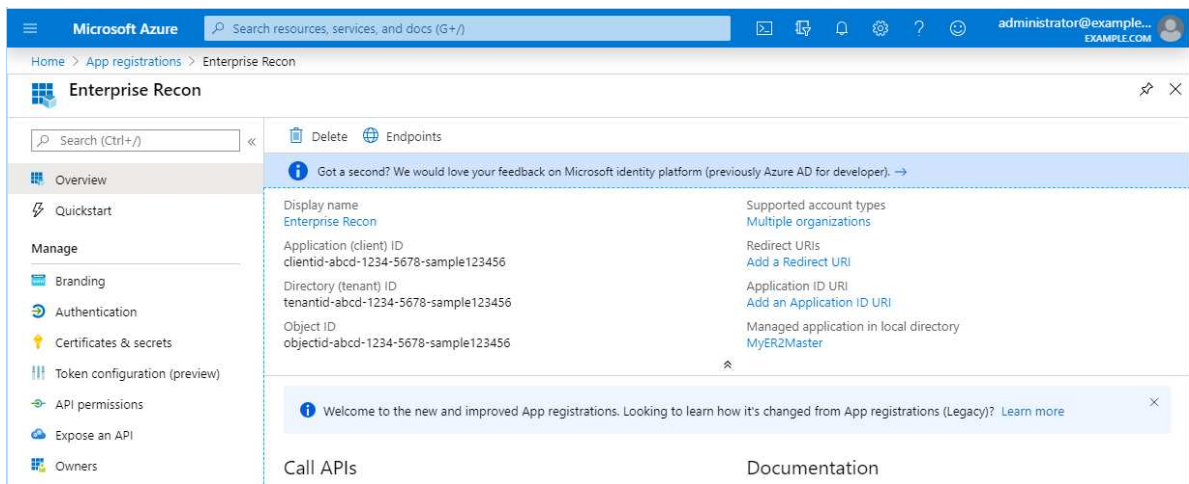 Microsoft Azure
Search resources, services, and docs (G+/)
administrator@example...
EXAMPLE.COM
Home > App registrations > Enterprise Recon
Enterprise Recon
Search (Ctrl+/)
«
Delete
Endpoints
Got a second? We would love your feedback on Microsoft identity platform (previously Azure AD for developer). →
Overview
Quickstart
Manage
Branding
Authentication
Certificates & secrets
Token configuration (preview)
API permissions
Expose an API
Owners
Display name
Enterprise Recon
Application (client) ID
clientid-abcd-1234-5678-sample123456
Directory (tenant) ID
tenantid-abcd-1234-5678-sample123456
Object ID
objectid-abcd-1234-5678-sample123456
Supported account types
Multiple organizations
Redirect URIs
Add a Redirect URI
Application ID URI
Add an Application ID URI
Managed application in local directory
MyER2Master
Welcome to the new and improved App registrations. Looking to learn how it's changed from App registrations (Legacy)? Learn more
Call APIs
Documentation